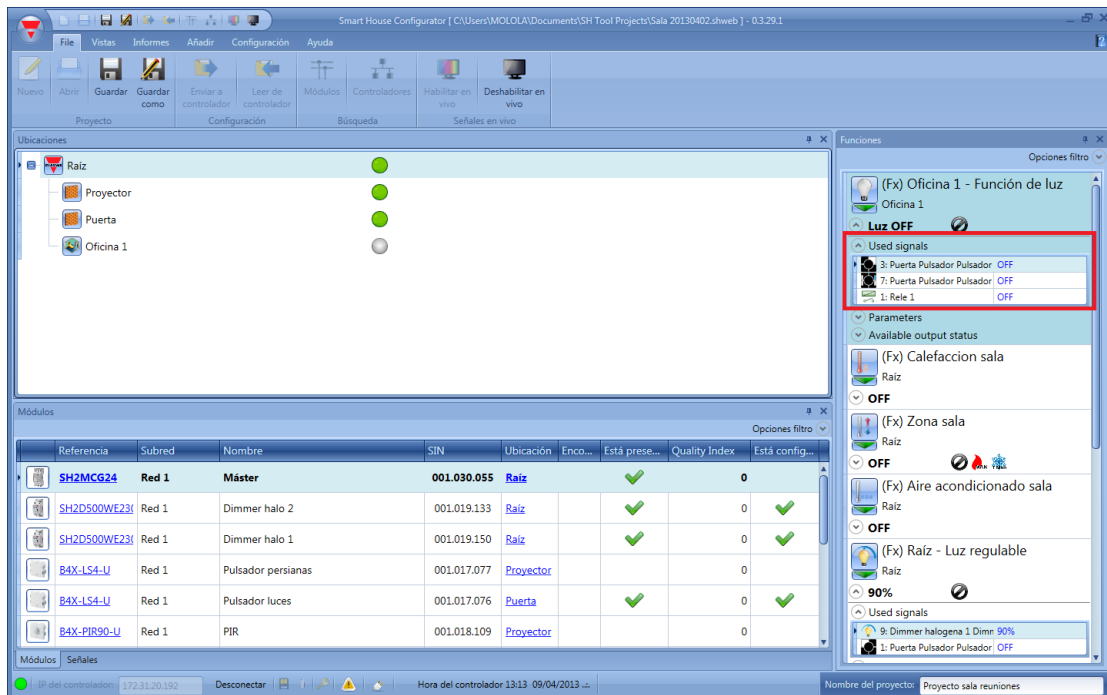 Smart House Configurator [ C:\Users\MOLOLA\Documents\SH Tool Projects\Sala 20130402.shweb ] - 0.3.29.1
File Vistas Informes Añadir Configuración Ayuda
Nuevo Abrir Guardar Guardar como Enviar a controlador Leer de controlador Módulos Controladores Habilitar en vivo Deshabilitar en vivo
Proyecto Configuración Búsqueda Señales en vivo
Ubicaciones
Raíz
Proyector
Puerta
Oficina 1
Módulos
Opciones filtro
Referencia Subred Nombre SIN Ubicación Enco... Está prese... Quality Index Está config...
SH2MCG24 Red 1 Máster 001.030.055 Raíz 0
SH2D500WE23( Red 1 Dimmer halo 2 001.019.133 Raíz 0
SH2D500WE23( Red 1 Dimmer halo 1 001.019.150 Raíz 0
B4X-LS4-U Red 1 Pulsador persianas 001.017.077 Proyector 0
B4X-LS4-U Red 1 Pulsador luces 001.017.076 Puerta 0
B4X-PIR90-U Red 1 PIR 001.018.109 Proyector 0
Módulos Señales
Funciones
Opciones filtro
(Fx) Oficina 1 - Función de luz
Oficina 1
Luz OFF
Used signals
3: Puerta Pulsador Pulsador OFF
7: Puerta Pulsador Pulsador OFF
1: Rele 1 OFF
Parameters
Available output status
(Fx) Calefaccion sala
Raíz
OFF
(Fx) Zona sala
Raíz
OFF
(Fx) Aire acondicionado sala
Raíz
OFF
(Fx) Raíz - Luz regulable
Raíz
90%
Used signals
9: Dimmer halogena 1 Dimn 90%
1: Puerta Pulsador Pulsador OFF
IP del controlador: 172.31.20.192 Desconectar Hora del controlador 13:13 09/04/2013 Nombre del proyecto: Proyecto sala reuniones